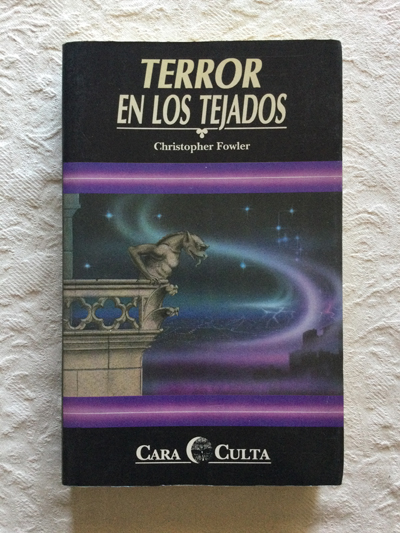 TERROR
EN LOS TEJADOS
Christopher Fowler
CARA CULTA